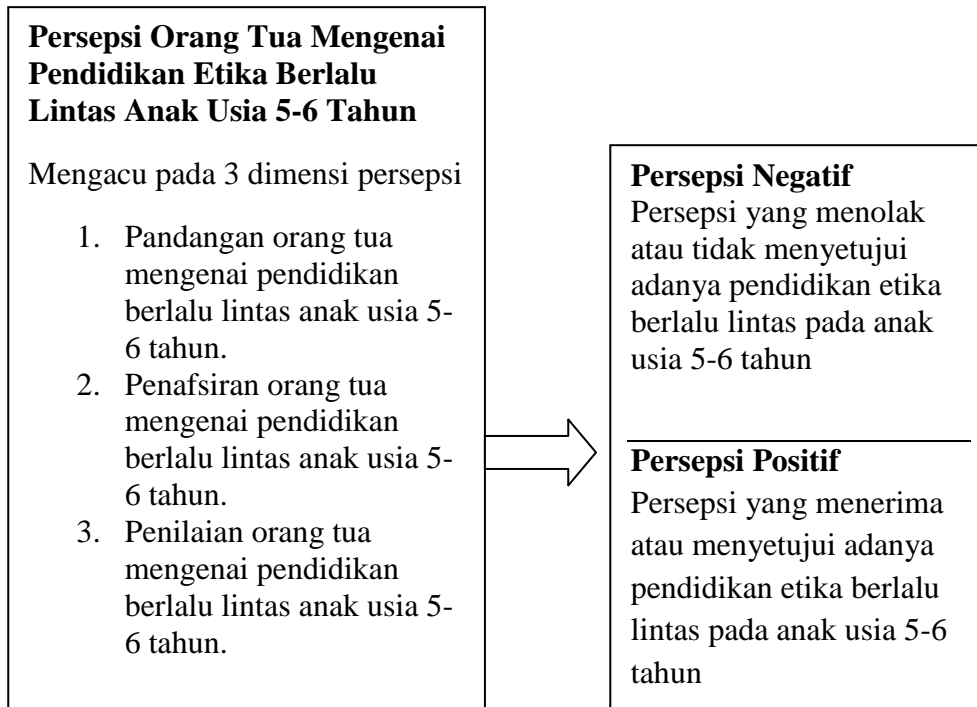 Persepsi Orang Tua Mengenai
Pendidikan Etika Berlalu
Lintas Anak Usia 5-6 Tahun
Mengacu pada 3 dimensi persepsi
1. Pandangan orang tua
mengenai pendidikan
berlalu lintas anak usia 5-
6 tahun.
2. Penafsiran orang tua
mengenai pendidikan
berlalu lintas anak usia 5-
6 tahun.
3. Penilaian orang tua
mengenai pendidikan
berlalu lintas anak usia 5-
6 tahun.
Persepsi Negatif
Persepsi yang menolak
atau tidak menyetujui
adanya pendidikan etika
berlalu lintas pada anak
usia 5-6 tahun
Persepsi Positif
Persepsi yang menerima
atau menyetujui adanya
pendidikan etika berlalu
lintas pada anak usia 5-6
tahun